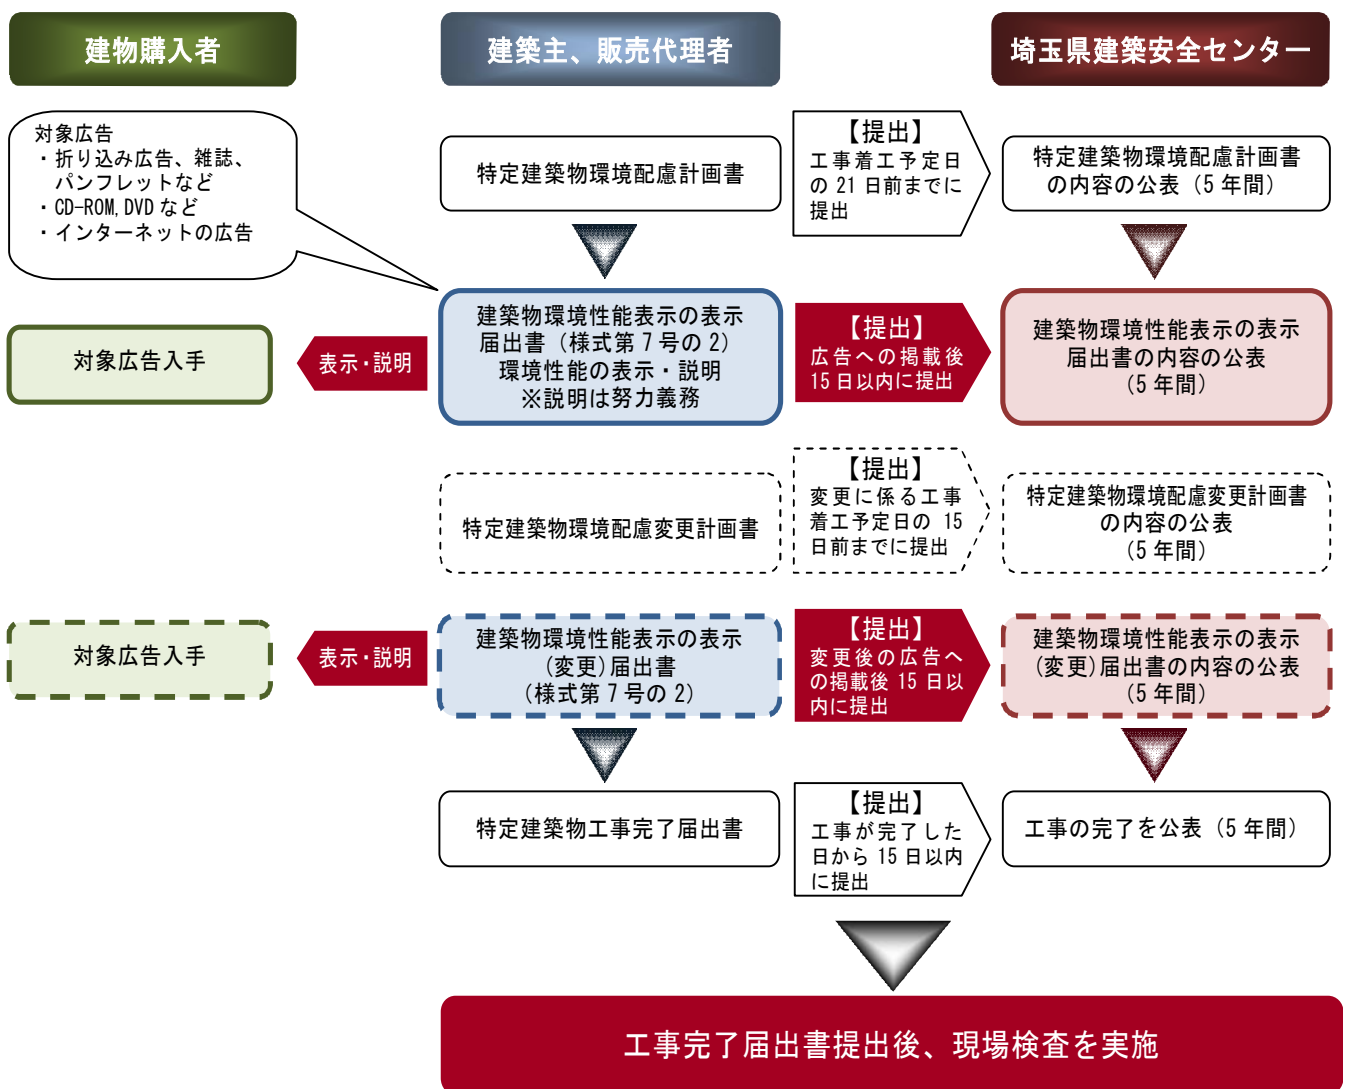 建物購入者
建築主、販売代理者
埼玉県建築安全センター
対象広告
・折り込み広告、雑誌、
パンフレットなど
・CD-ROM,DVD など
・インターネットの広告
特定建築物環境配慮計画書
【提出】
工事着工予定日
の 21 日前までに
提出
特定建築物環境配慮計画書
の内容の公表（5 年間）
対象広告入手
表示・説明
建築物環境性能表示の表示
届出書（様式第 7 号の 2）
環境性能の表示・説明
※説明は努力義務
【提出】
広告への掲載後
15 日以内に提出
建築物環境性能表示の表示
届出書の内容の公表
（5 年間）
特定建築物環境配慮変更計画書
【提出】
変更に係る工事
着工予定日の 15
日前までに提出
特定建築物環境配慮変更計画書
の内容の公表
（5 年間）
対象広告入手
表示・説明
建築物環境性能表示の表示
(変更)届出書
（様式第 7 号の 2）
【提出】
変更後の広告へ
の掲載後 15 日以
内に提出
建築物環境性能表示の表示
(変更)届出書の内容の公表
（5 年間）
特定建築物工事完了届出書
【提出】
工事が完了した
日から 15 日以内
に提出
工事の完了を公表（5 年間）
工事完了届出書提出後、現場検査を実施